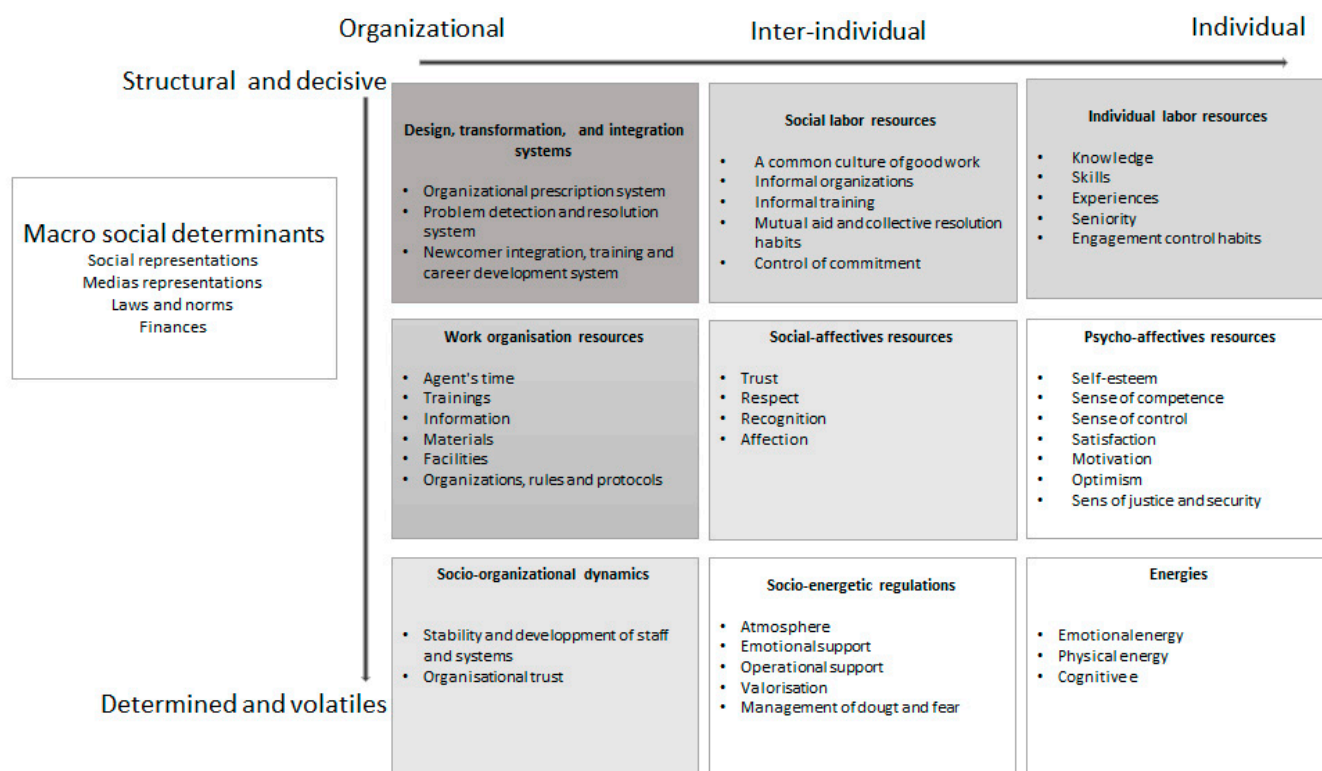 Organizational
Inter-individual
Individual
Structural and decisive
Macro social determinants
Social representations
Medias representations
Laws and norms
Finances
Design, transformation, and integration
systems
• Organizational prescription system
• Problem detection and resolution
system
• Newcomer integration, training and
career development system
Social labor resources
• A common culture of good work
• Informal organizations
• Informal training
• Mutual aid and collective resolution
habits
• Control of commitment
Individual labor resources
• Knowledge
• Skills
• Experiences
• Seniority
• Engagement control habits
Work organisation resources
• Agent's time
• Trainings
• Information
• Materials
• Facilities
• Organizations, rules and protocols
Social-affectives resources
• Trust
• Respect
• Recognition
• Affection
Psycho-affectives resources
• Self-esteem
• Sense of competence
• Sense of control
• Satisfaction
• Motivation
• Optimism
• Sens of justice and security
Socio-organizational dynamics
• Stability and developpment of staff
and systems
• Organisational trust
Socio-energetic regulations
• Atmosphere
• Emotional support
• Operational support
• Valorisation
• Management of dougt and fear
Energies
• Emotional energy
• Physical energy
• Cognitive e
Determined and volatiles